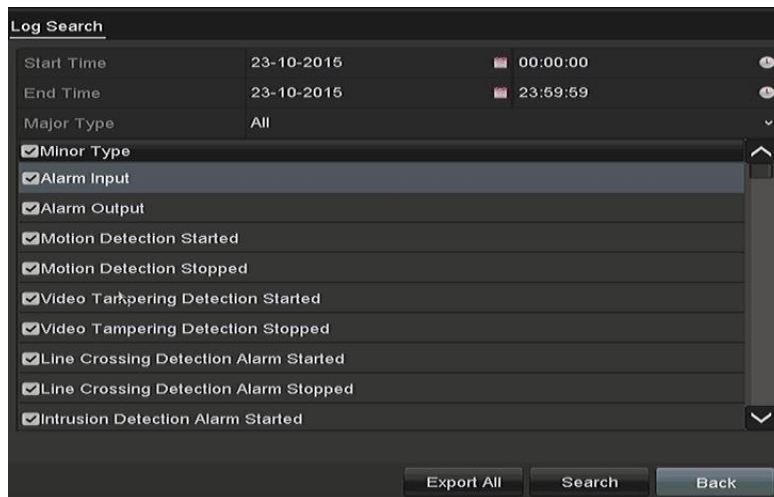 Log Search
Start Time 23-10-2015 00:00:00
End Time 23-10-2015 23:59:59
Major Type All
Minor Type
Alarm Input
Alarm Output
Motion Detection Started
Motion Detection Stopped
Video Tampering Detection Started
Video Tampering Detection Stopped
Line Crossing Detection Alarm Started
Line Crossing Detection Alarm Stopped
Intrusion Detection Alarm Started
Export All Search Back